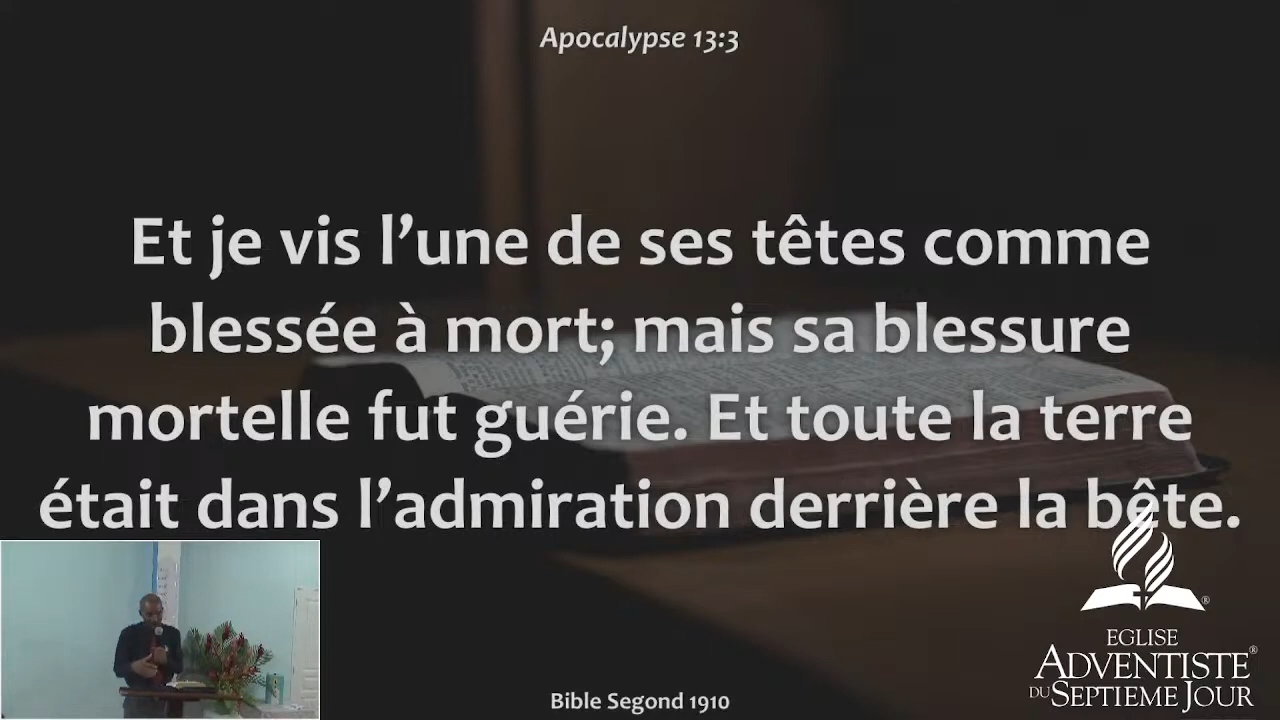 Apocalypse 13:3
Et je vis l’une de ses têtes comme
blessée à mort; mais sa blessure
mortelle fut guérie. Et toute la terre
était dans l’admiration derrière la bête.
EGLISE
ADVENTISTE®
DU SEPTIEME JOUR
Bible Segond 1910